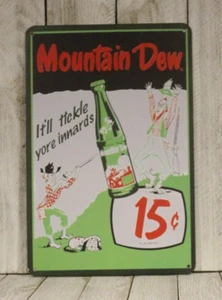 Mountain Dew
It'll tickle
yore innards
15¢